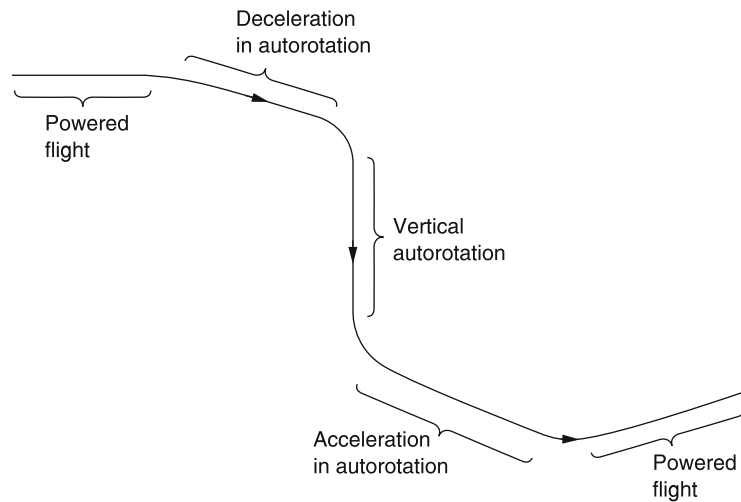 Deceleration
in autorotation
Powered
flight
Vertical
autorotation
Acceleration
in autorotation
Powered
flight